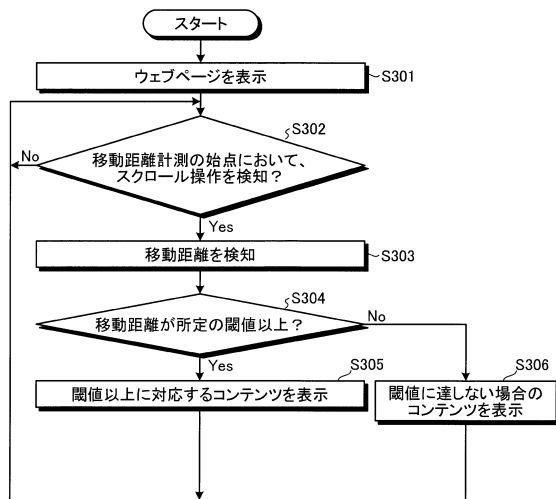 スタート
ウェブページを表示
S301
S302
No
移動距離計測の始点において、
スクロール操作を検知？
Yes
移動距離を検知
S303
S304
移動距離が所定の閾値以上？
No
Yes
S305
閾値以上に対応するコンテンツを表示
S306
閾値に達しない場合の
コンテンツを表示